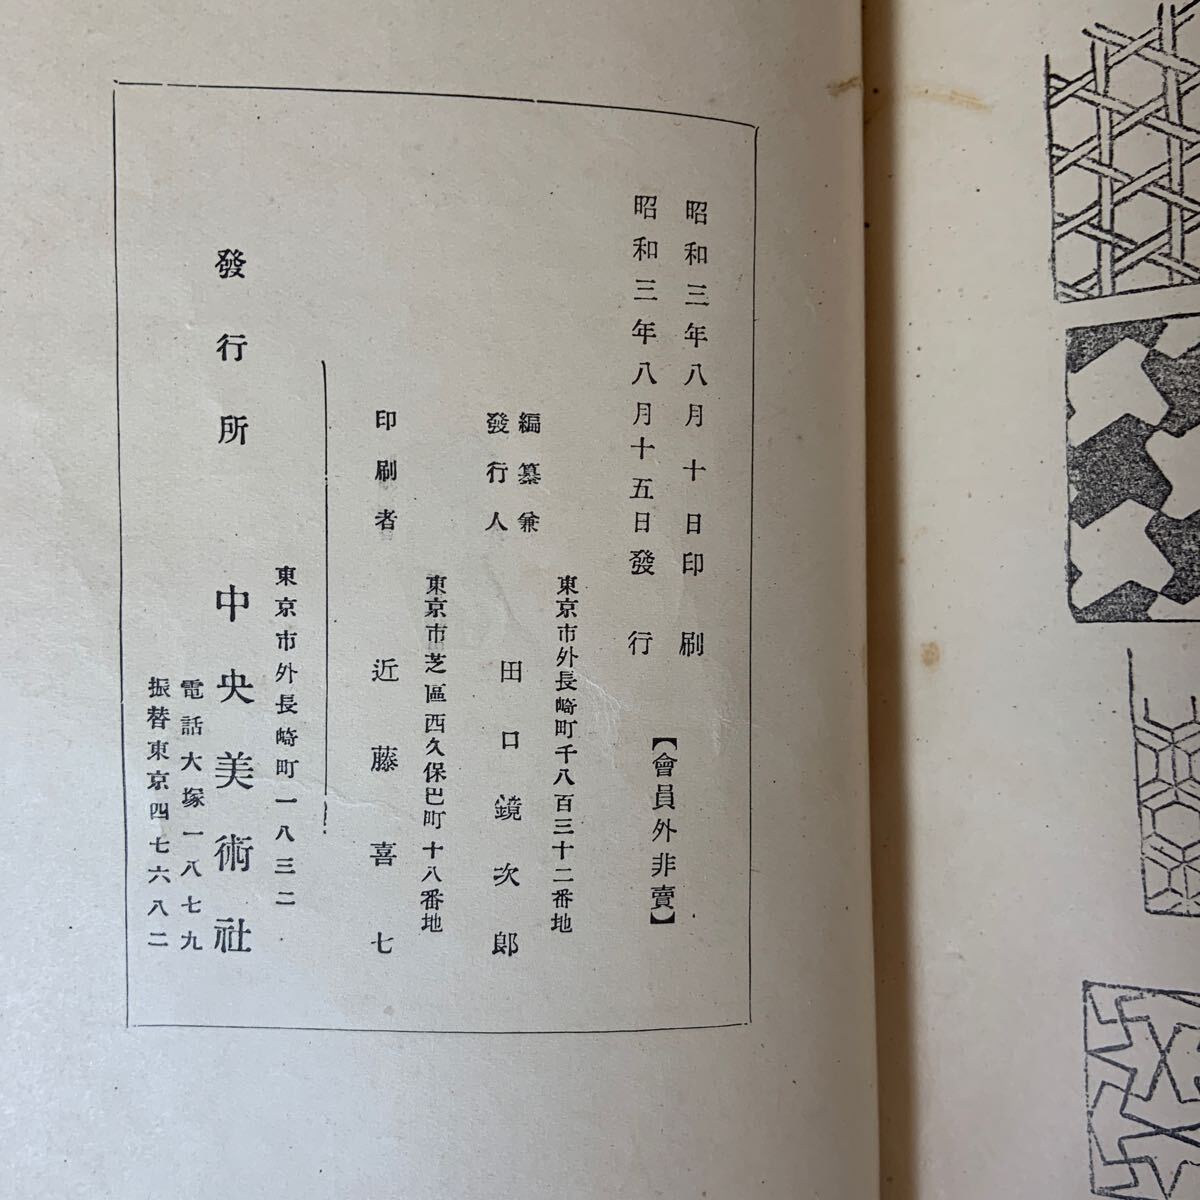 昭和三年八月十日印刷
昭和三年八月十五日發行
【會員外非賣】
東京市外長崎町千八百三十二番地
編纂兼
發行人
田口鏡次郎
東京市芝區西久保巴町十八番地
印刷者
近藤喜七
東京市外長崎町一八三二
發行所
中央美術社
電話大塚一八七九
振替東京四七六八二